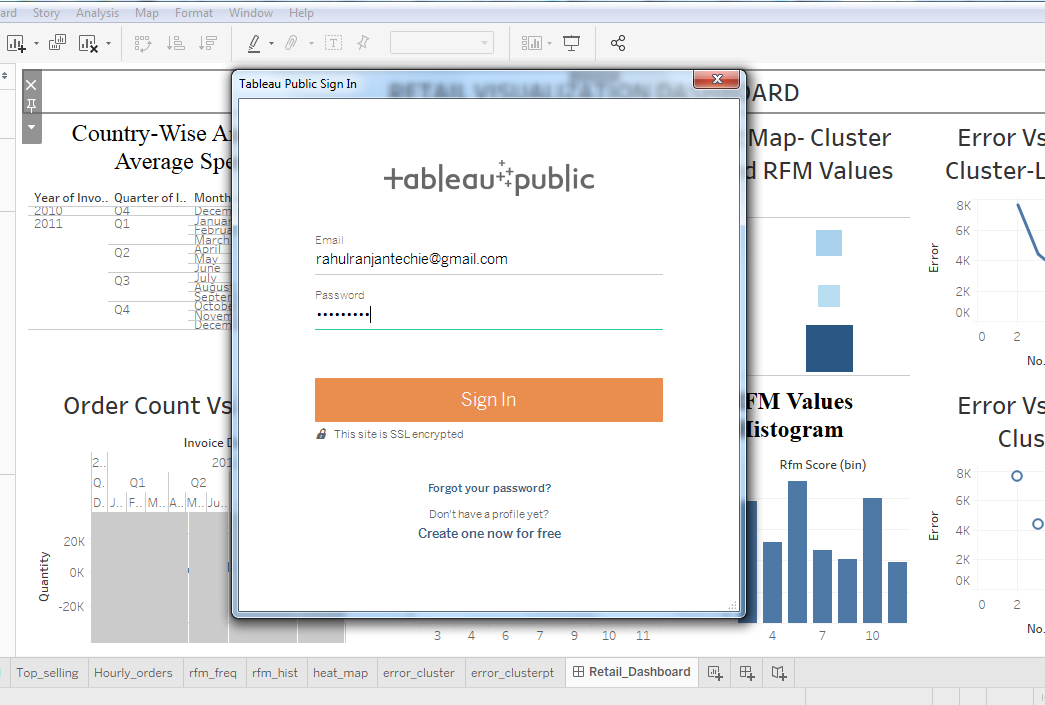 ard Story Analysis Map Format Window Help
Tableau Public Sign In
RETAIL VISUALIZATION DASHBOARD
Country-Wise
Average Spe
Year of Invo.. Quarter of I.. Month
2010 Q4 Decem
2011 Q1 Januar
Februa
March
Q2 April
May
June
Q3 July
Augus
Septer
Q4 Octobe
Novem
Decem
tableau public
Email
rahulranjantechie@gmail.com
Password
•••••••••
Sign In
This site is SSL encrypted
Forgot your password?
Don't have a profile yet?
Create one now for free
Map- Cluster
d RFM Values
Error Vs
Cluster-L
8K
6K
4K
2K
0K
Error
0 2
No.
Order Count Vs
Invoice D
2.. 201
Q. Q1 Q2
D. J.. F.. M.. A.. M.. Ju..
20K
0K
-20K
Quantity
3 4 6 7 9 10 11
FM Values
Histogram
Rfm Score (bin)
4 7 10
Error Vs
Clus
8K
6K
4K
2K
0K
Error
0 2
No.
Top_selling Hourly_orders rfm_freq rfm_hist heat_map error_cluster error_clusterpt Retail_Dashboard